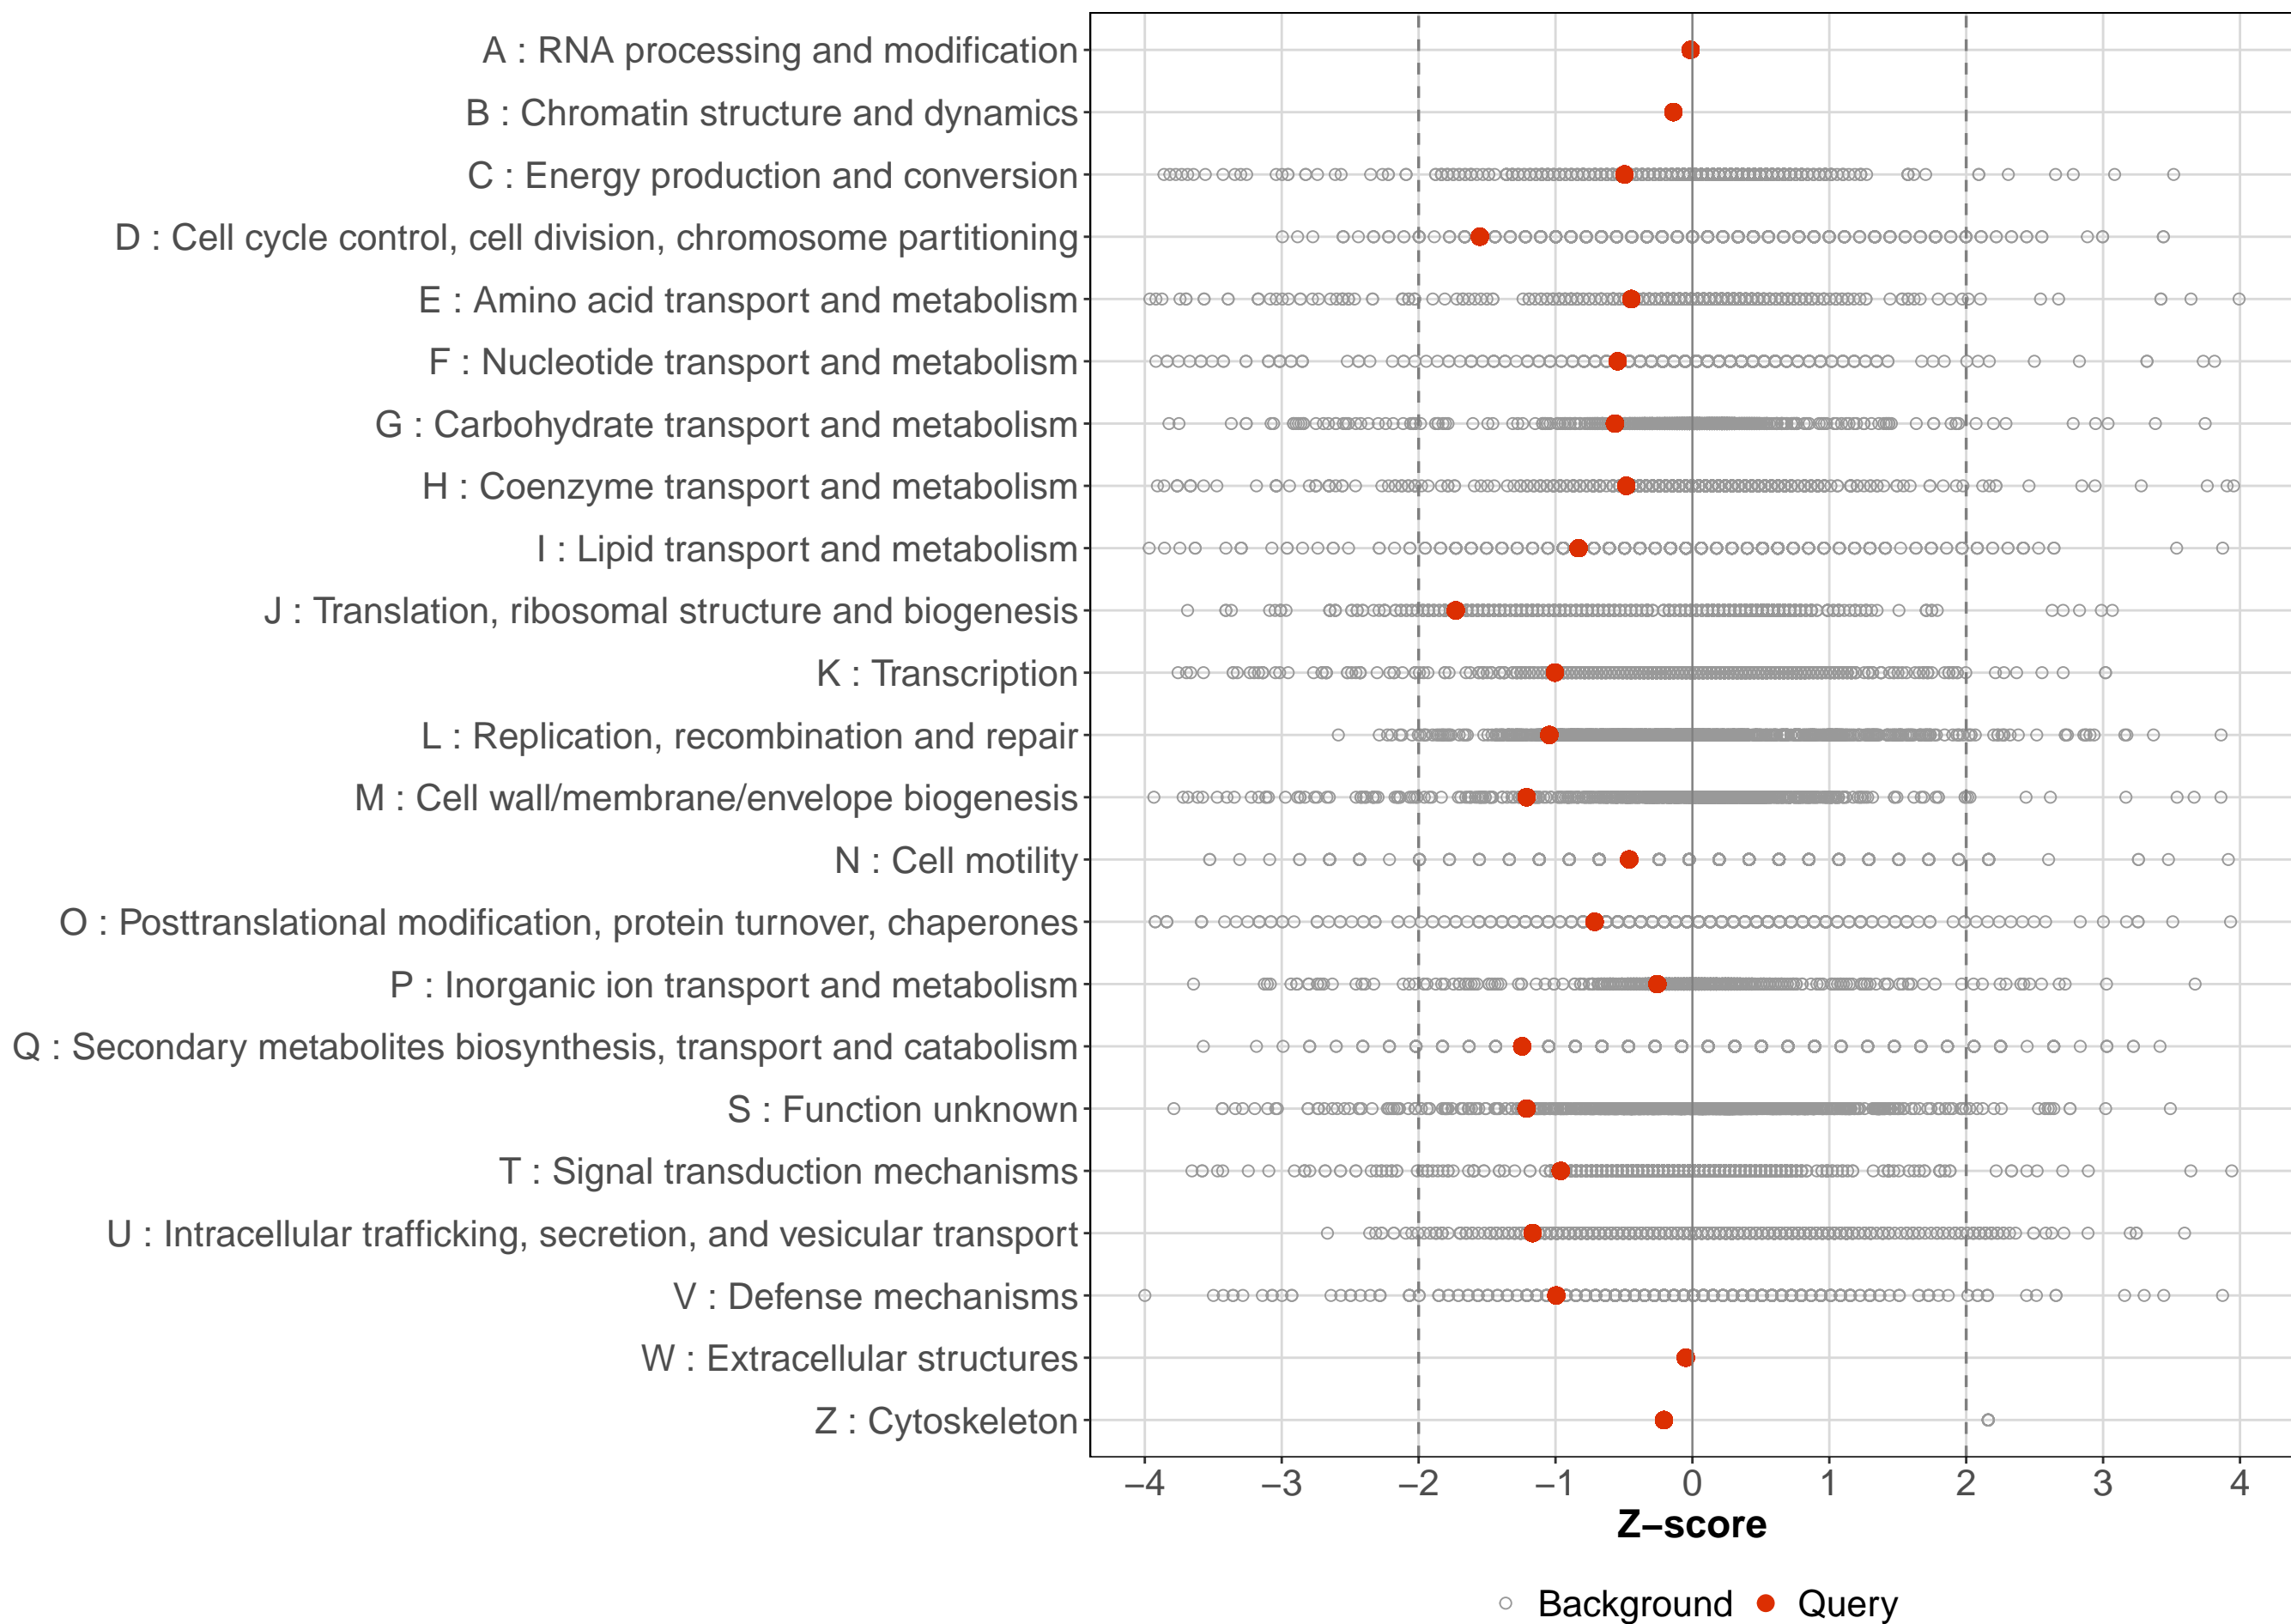 A : RNA processing and modification
B : Chromatin structure and dynamics
C : Energy production and conversion
D : Cell cycle control, cell division, chromosome partitioning
E : Amino acid transport and metabolism
F : Nucleotide transport and metabolism
G : Carbohydrate transport and metabolism
H : Coenzyme transport and metabolism
I : Lipid transport and metabolism
J : Translation, ribosomal structure and biogenesis
K : Transcription
L : Replication, recombination and repair
M : Cell wall/membrane/envelope biogenesis
N : Cell motility
O : Posttranslational modification, protein turnover, chaperones
P : Inorganic ion transport and metabolism
Q : Secondary metabolites biosynthesis, transport and catabolism
S : Function unknown
T : Signal transduction mechanisms
U : Intracellular trafficking, secretion, and vesicular transport
V : Defense mechanisms
W : Extracellular structures
Z : Cytoskeleton
−4 −3 −2 −1 0 1 2 3 4
Z−score
Background Query